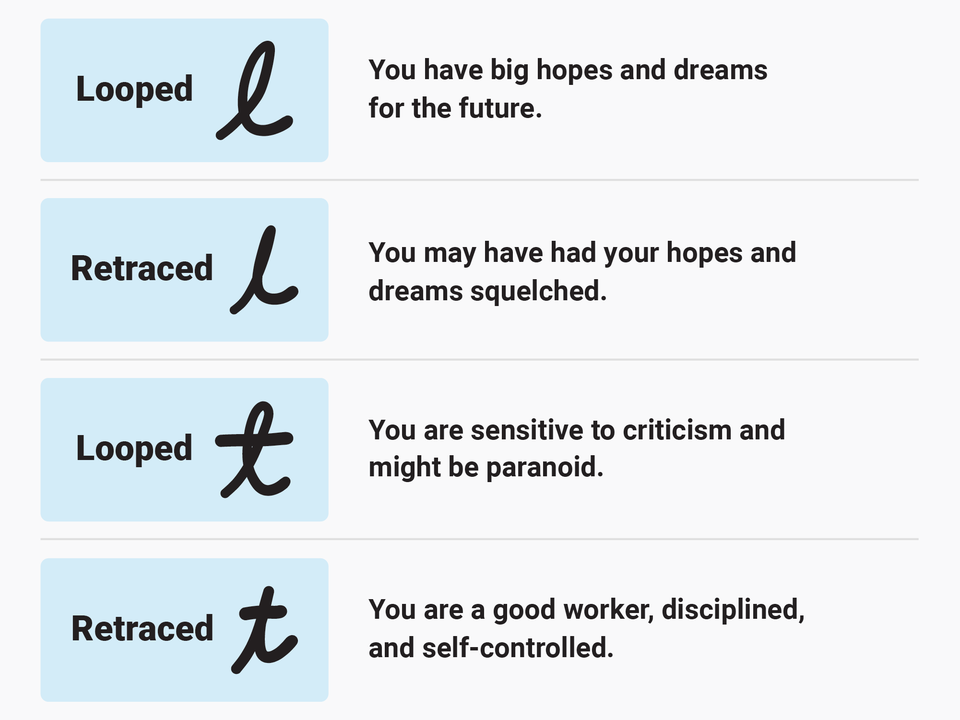 Looped l
You have big hopes and dreams
for the future.
Retraced l
You may have had your hopes and
dreams squelched.
Looped t
You are sensitive to criticism and
might be paranoid.
Retraced t
You are a good worker, disciplined,
and self-controlled.